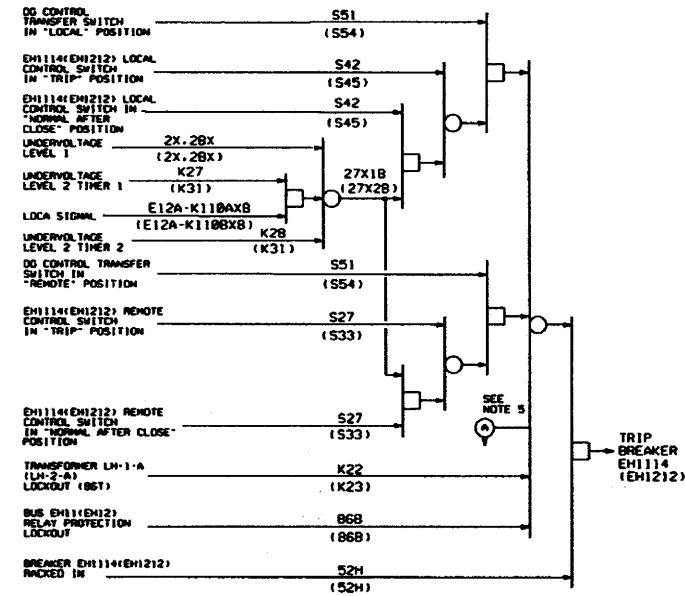 DG CONTROL
TRANSFER SWITCH
IN "LOCAL" POSITION
S51
(S54)
EH1114(EH1212) LOCAL
CONTROL SWITCH
IN "TRIP" POSITION
S42
(S45)
EH1114(EH1212) LOCAL
CONTROL SWITCH IN
"NORMAL AFTER
CLOSE" POSITION
S42
(S45)
UNDERVOLTAGE
LEVEL 1
2X.2BX
(2X.2BX)
UNDERVOLTAGE
LEVEL 2 TIMER 1
K27
(K31)
27X1B
(27X2B)
LOCA SIGNAL
E12A-K110AXB
(E12A-K110BXB)
UNDERVOLTAGE
LEVEL 2 TIMER 2
K28
(K31)
DG CONTROL TRANSFER
SWITCH IN
"REMOTE" POSITION
S51
(S54)
EH1114(EH1212) REMOTE
CONTROL SWITCH
IN "TRIP" POSITION
S27
(S33)
EH1114(EH1212) REMOTE
CONTROL SWITCH
IN "NORMAL AFTER CLOSE"
POSITION
S27
(S33)
SEE
NOTE 5
A
TRIP
BREAKER
EH1114
(EH1212)
TRANSFORMER LH-1-A
(LH-2-A)
LOCKOUT (86T)
K22
(K23)
BUS EH11(EH12)
RELAY PROTECTION
LOCKOUT
86B
(86B)
BREAKER EH1114(EH1212)
RACKED IN
52H
(52H)